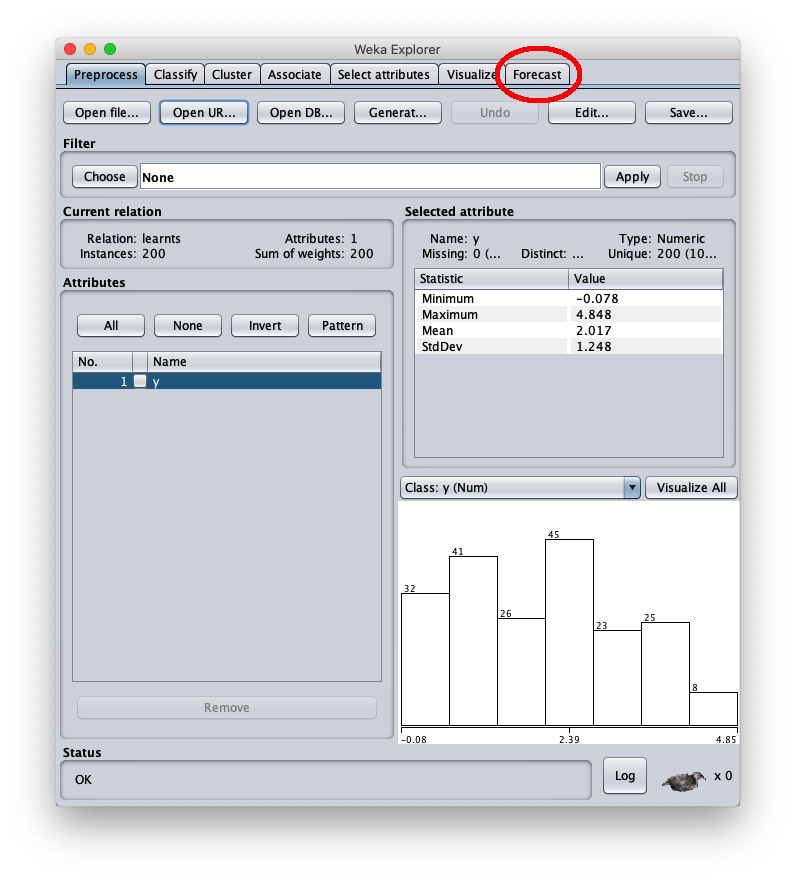 Weka Explorer
Preprocess Classify Cluster Associate Select attributes Visualize Forecast
Open file... Open UR... Open DB... Generat... Undo Edit... Save...
Filter
Choose None Apply Stop
Current relation
Relation: learnts Attributes: 1
Instances: 200 Sum of weights: 200
Attributes
All None Invert Pattern
No. Name
1 y
Remove
Selected attribute
Name: y Type: Numeric
Missing: 0 (... Distinct: ... Unique: 200 (10...
Statistic Value
Minimum -0.078
Maximum 4.848
Mean 2.017
StdDev 1.248
Class: y (Num) Visualize All
32 41 26 45 23 25 8
-0.08 2.39 4.85
Status
OK
Log x 0